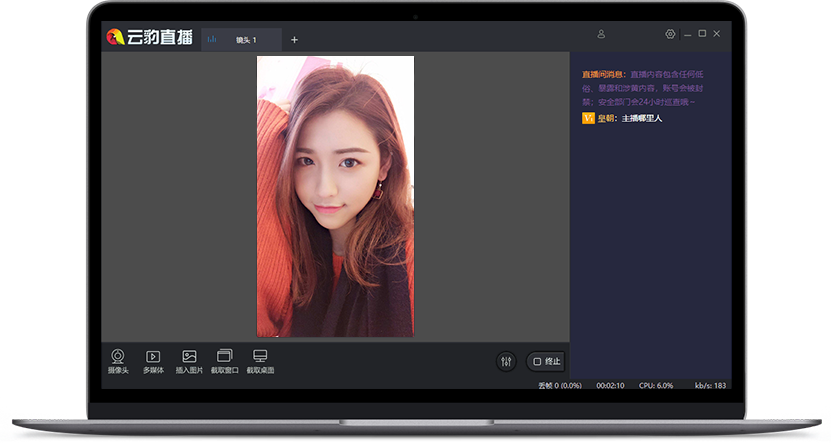 云豹直播
镜头 1
直播间消息：直播内容包含任何低
俗、暴露和涉黄内容，账号会被封
禁；安全部门会24小时巡查哦～
V1 皇朝：主播哪里人
摄像头
多媒体
插入图片
截取窗口
截取桌面
终止
丢帧 0 (0.0%)
00:02:10
CPU: 6.0%
kb/s: 183